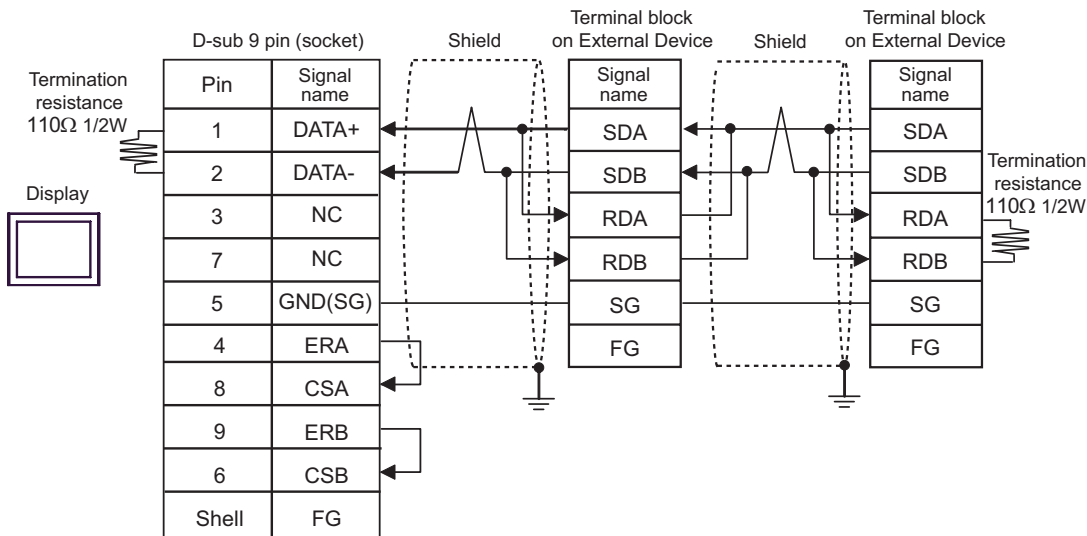 Terminal block
on External Device
Terminal block
on External Device
D-sub 9 pin (socket)
Shield
Shield
Termination
resistance
110Ω 1/2W
Display
Pin Signal name
1 DATA+
2 DATA-
3 NC
7 NC
5 GND(SG)
4 ERA
8 CSA
9 ERB
6 CSB
Shell FG
Signal
name
SDA
SDB
RDA
RDB
SG
FG
Signal
name
SDA
SDB
RDA
RDB
SG
FG
Termination
resistance
110Ω 1/2W